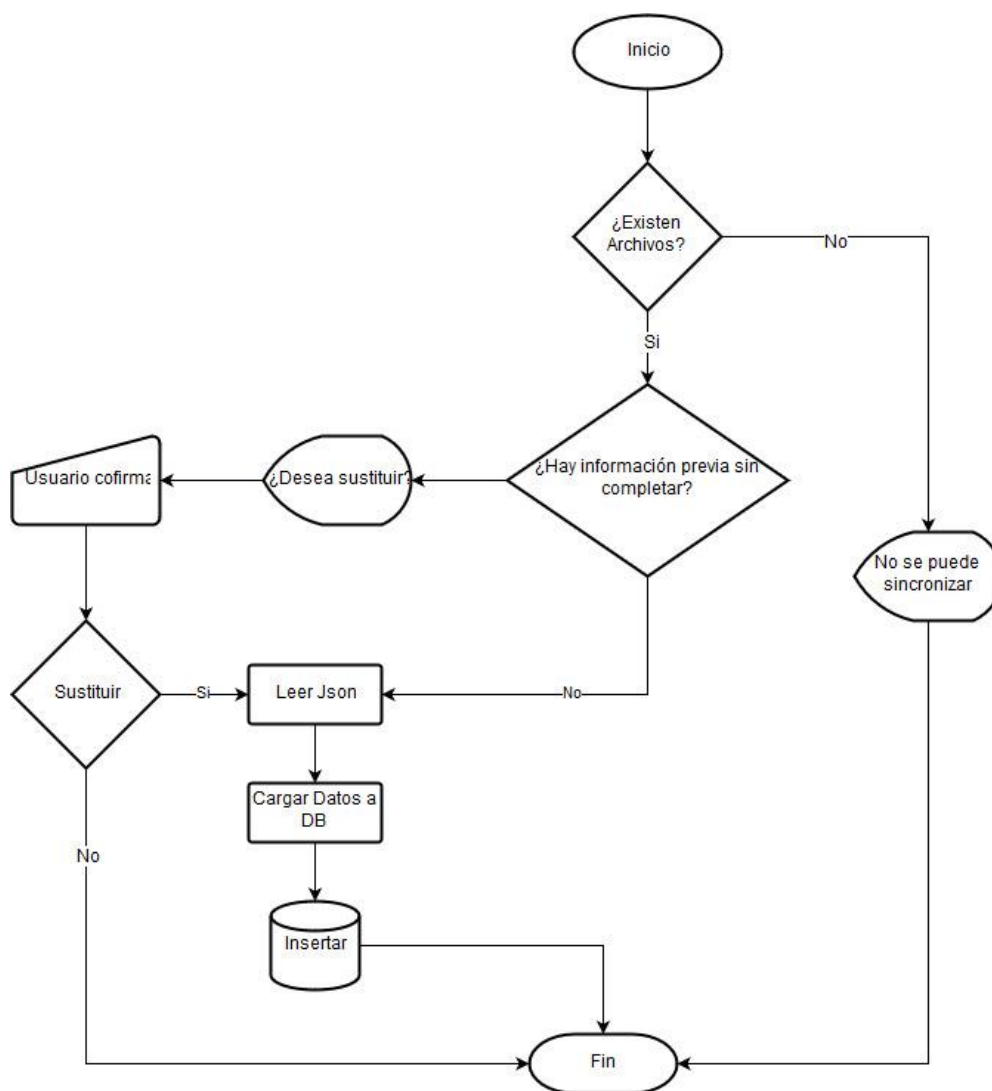 Inicio
¿Existen
Archivos?
No
Si
¿Hay información previa sin
completar?
¿Desea sustituir?
Usuario cofirma
No se puede
sincronizar
Sustituir
Si
Leer Json
No
Cargar Datos a
DB
No
Insertar
Fin